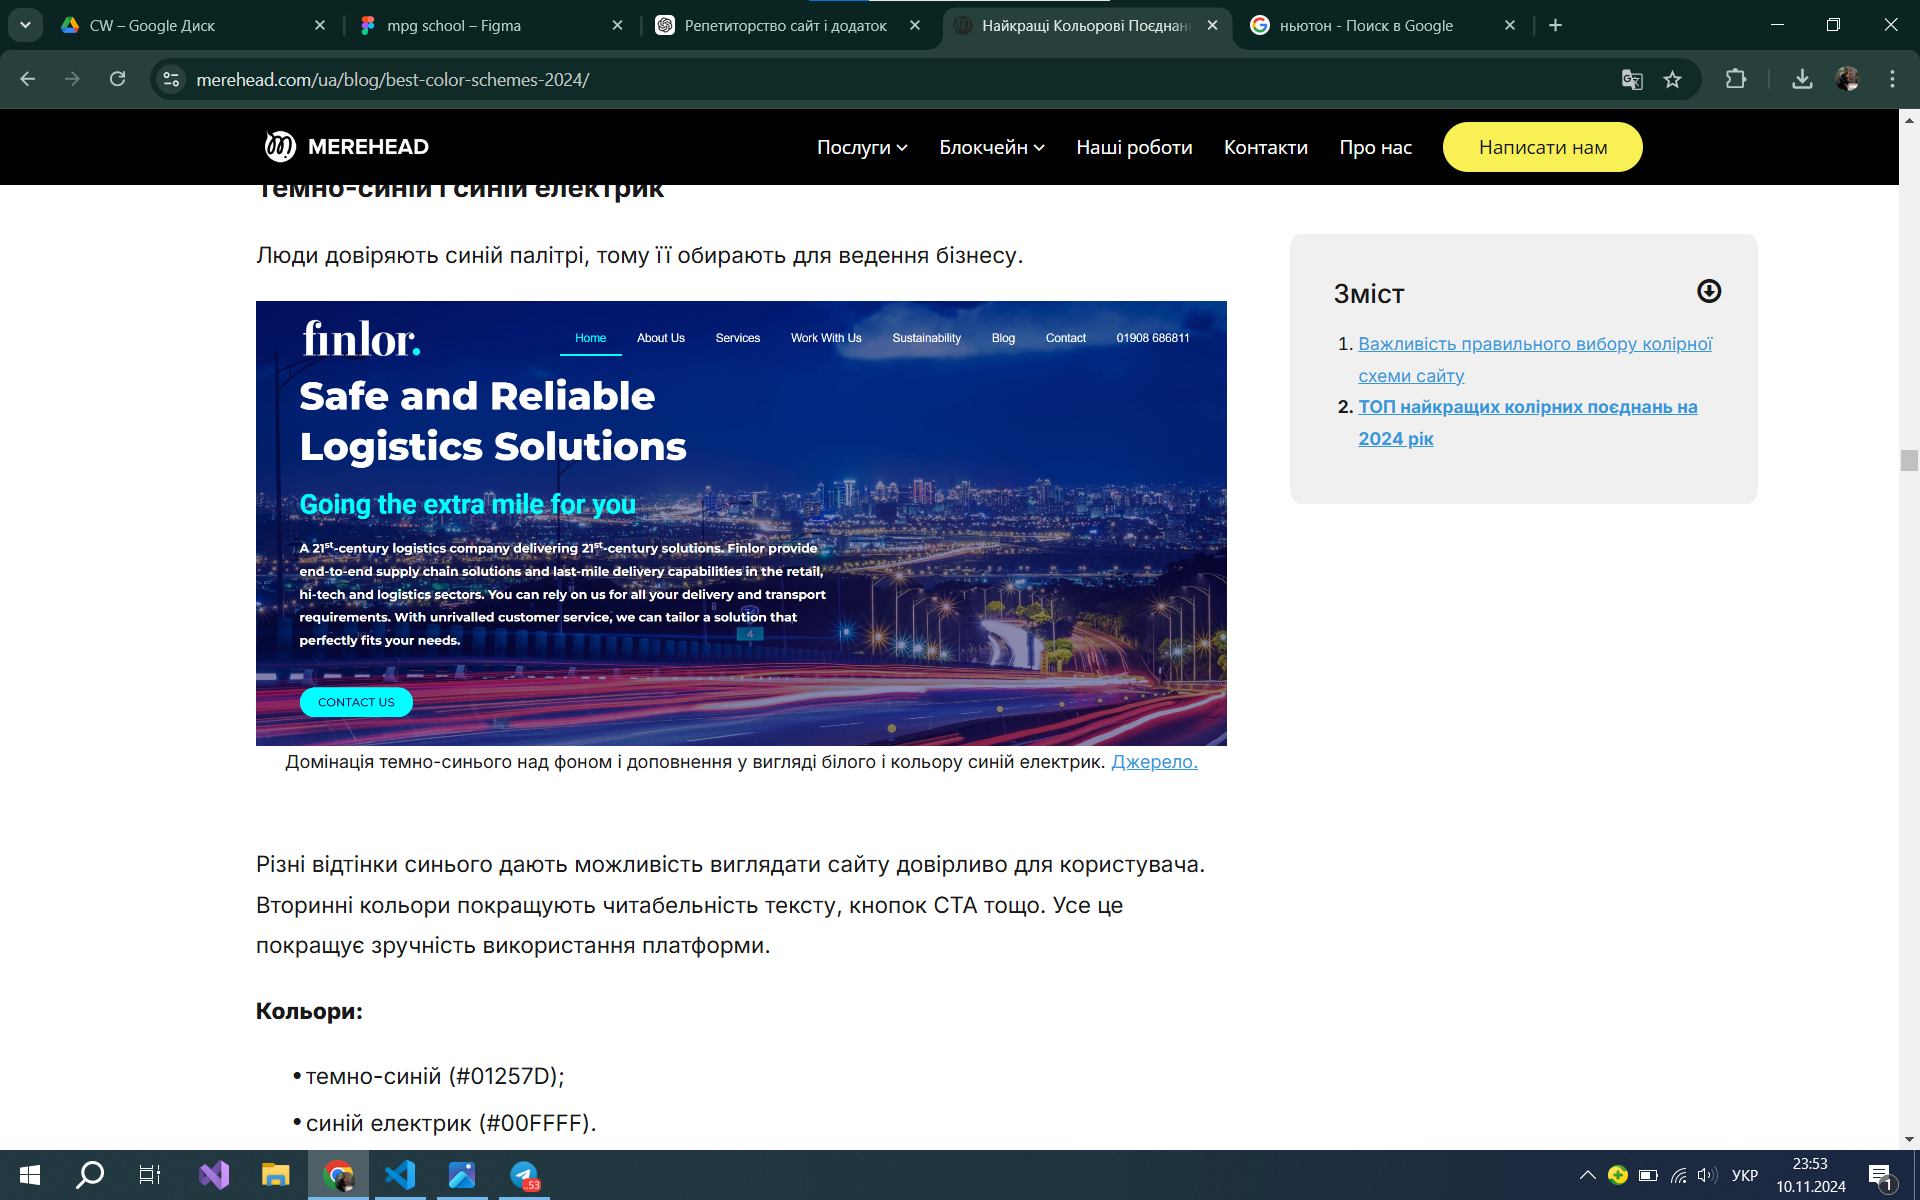 CW – Google Диск
mpg school – Figma
Репетиторство сайт і додаток
Найкращі Кольорові Поєднан
ньютон - Поиск в Google
merehead.com/ua/blog/best-color-schemes-2024/
MEREHEAD
Послуги
Блокчейн
Наші роботи
Контакти
Про нас
Написати нам
Темно-синій і синій електрик
Люди довіряють синій палітрі, тому її обирають для ведення бізнесу.
finlor.
Home
About Us
Services
Work With Us
Sustainability
Blog
Contact
01908 686811
Safe and Reliable
Logistics Solutions
Going the extra mile for you
A 21st-century logistics company delivering 21st-century solutions. Finlor provide
end-to-end supply chain solutions and last-mile delivery capabilities in the retail,
hi-tech and logistics sectors. You can rely on us for all your delivery and transport
requirements. With unrivalled customer service, we can tailor a solution that
perfectly fits your needs.
4
CONTACT US
Домінація темно-синього над фоном і доповнення у вигляді білого і кольору синій електрик. Джерело.
Різні відтінки синього дають можливість виглядати сайту довірливо для користувача.
Вторинні кольори покращують читабельність тексту, кнопок CTA тощо. Усе це
покращує зручність використання платформи.
Кольори:
• темно-синій (#01257D);
• синій електрик (#00FFFF).
Зміст
1. Важливість правильного вибору колірної
схеми сайту
2. ТОП найкращих колірних поєднань на
2024 рік
..53
УКР
23:53
10.11.2024
1